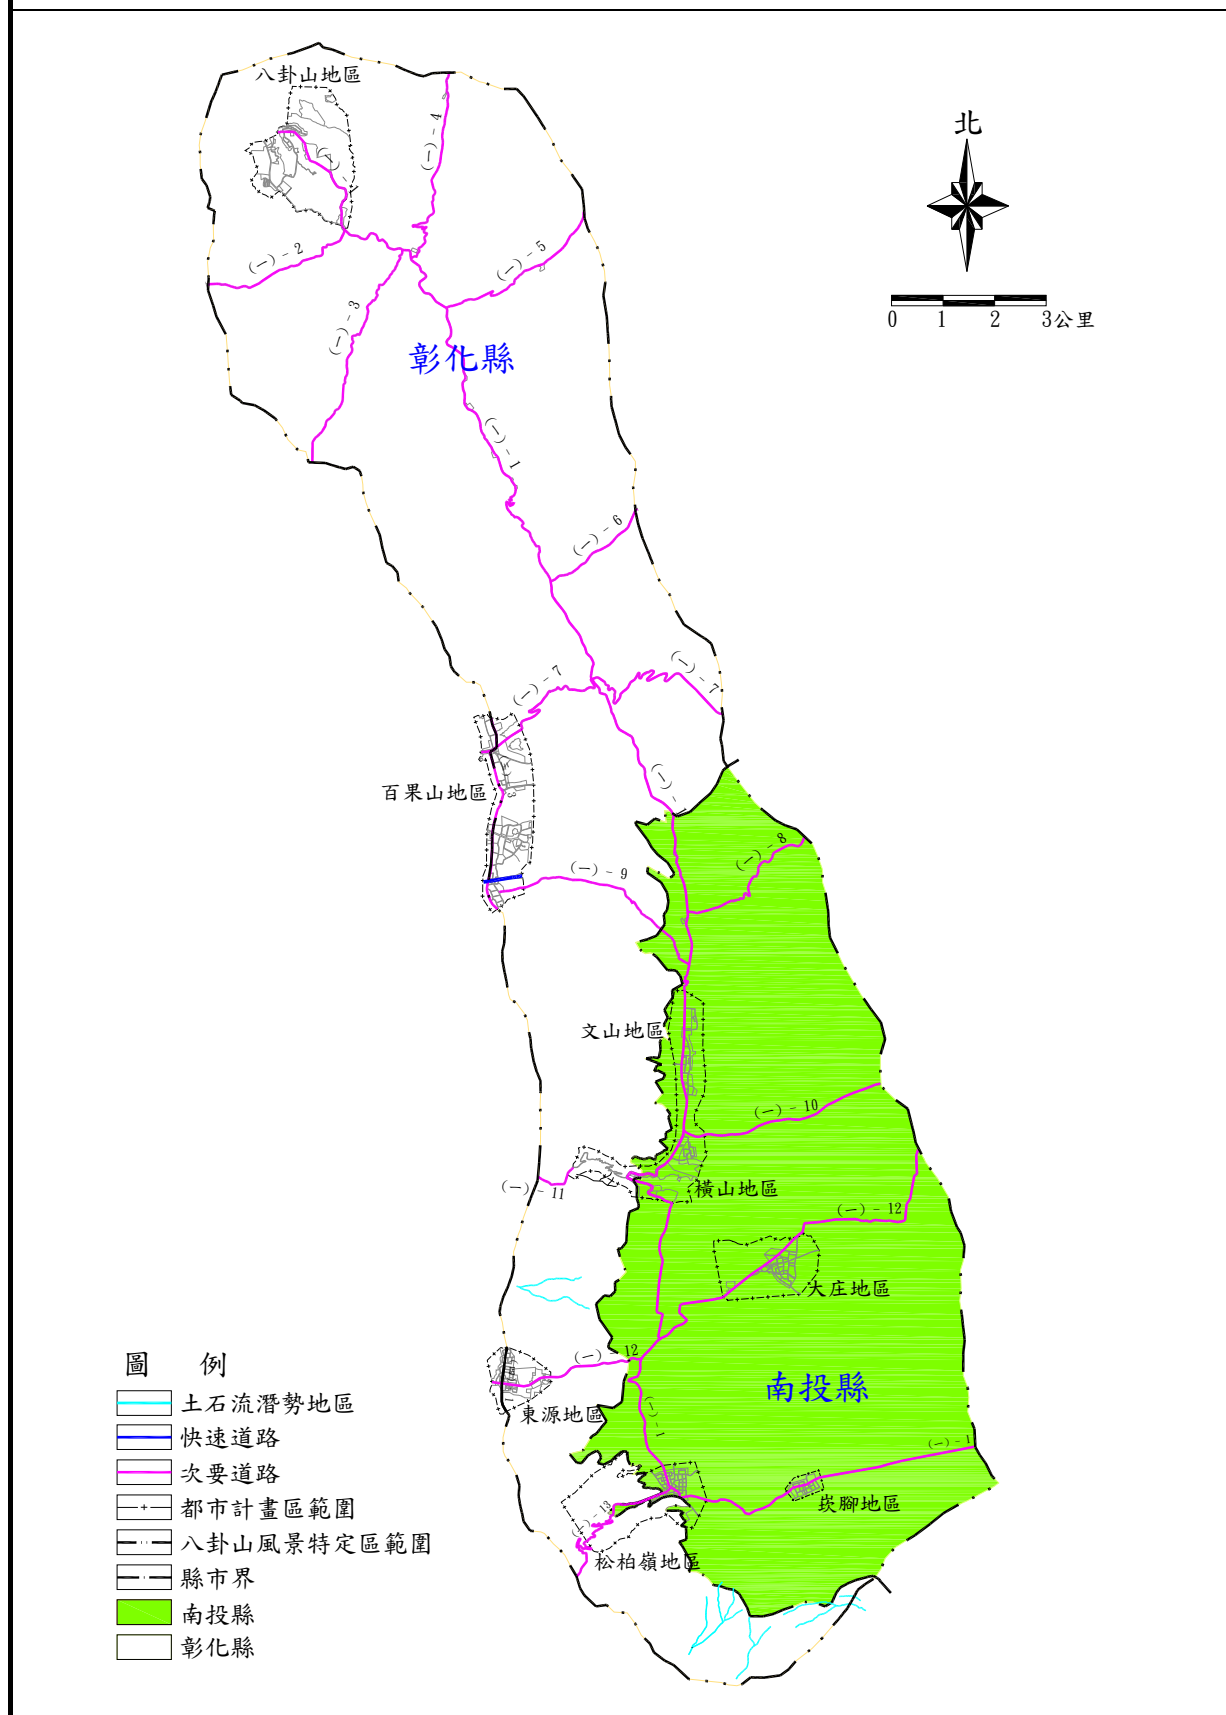 八卦山地區
北
(一)-4
(一)-1
(一)-2
(一)-5
(一)-3
0 1 2 3公里
彰化縣
(一)-1
(一)-6
(一)-7
(一)-7
百果山地區
(一)-1
(一)-8
(一)-9
文山地區
(一)-10
(一)-11
橫山地區
(一)-12
大庄地區
(一)-12
圖 例
南投縣
土石流潛勢地區
東源地區
快速道路
(一)-1
(一)-1
次要道路
都市計畫區範圍
崁腳地區
(一)-13
八卦山風景特定區範圍
松柏嶺地區
縣市界
南投縣
彰化縣